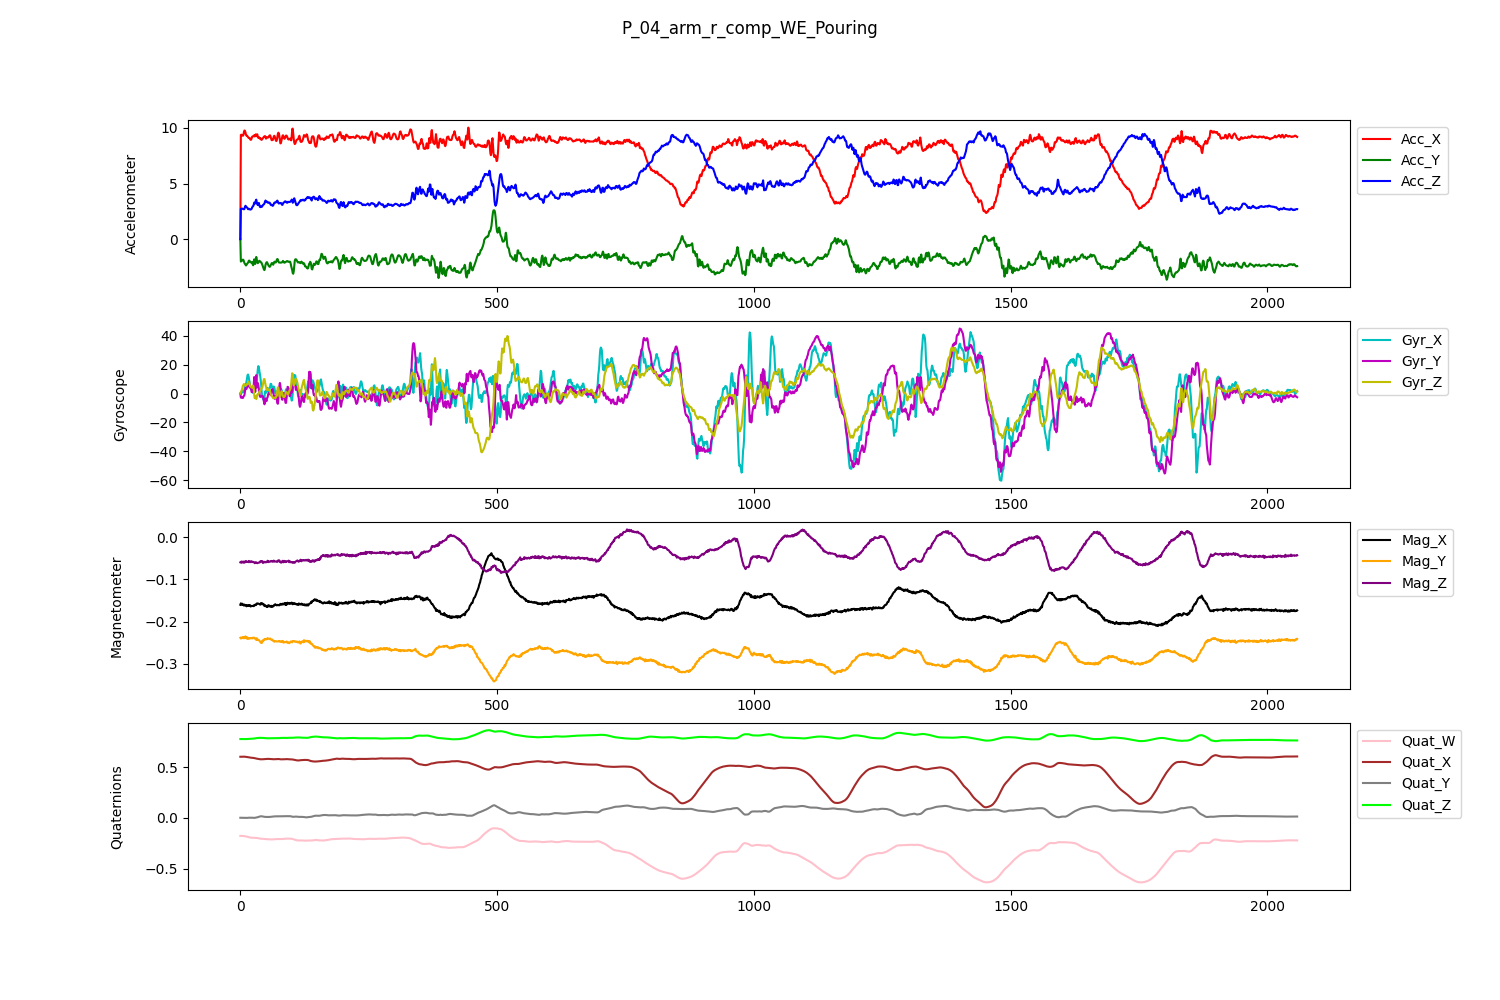 P_04_arm_r_comp_WE_Pouring
Accelerometer
10
5
0
0 500 1000 1500 2000
Acc_X
Acc_Y
Acc_Z
Gyroscope
40
20
0
−20
−40
−60
0 500 1000 1500 2000
Gyr_X
Gyr_Y
Gyr_Z
Magnetometer
0.0
−0.1
−0.2
−0.3
0 500 1000 1500 2000
Mag_X
Mag_Y
Mag_Z
Quaternions
0.5
0.0
−0.5
0 500 1000 1500 2000
Quat_W
Quat_X
Quat_Y
Quat_Z